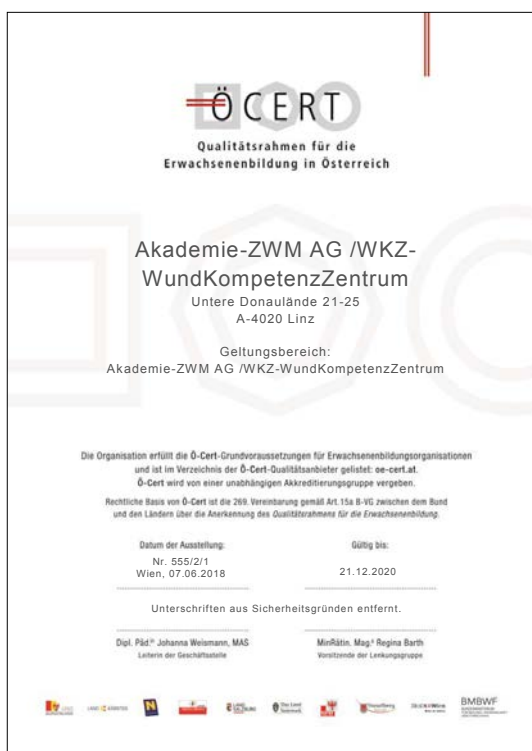 ÖCERT
Qualitätsrahmen für die
Erwachsenenbildung in Österreich
Akademie-ZWM AG /WKZ-
WundKompetenzZentrum
Untere Donaulände 21-25
A-4020 Linz
Geltungsbereich:
Akademie-ZWM AG /WKZ-WundKompetenzZentrum
Die Organisation erfüllt die Ö-Cert-Grundvoraussetzungen für Erwachsenenbildungsorganisationen
und ist im Verzeichnis der Ö-Cert-Qualitätsanbieter gelistet: oe-cert.at.
Ö-Cert wird von einer unabhängigen Akkreditierungsgruppe vergeben.
Rechtliche Basis von Ö-Cert ist die 269. Vereinbarung gemäß Art. 15a B-VG zwischen dem Bund
und den Ländern über die Anerkennung des Qualitätsrahmens für die Erwachsenenbildung.
Datum der Ausstellung: Gültig bis:
Nr. 555/2/1
Wien, 07.06.2018 21.12.2020
Unterschriften aus Sicherheitsgründen entfernt.
Dipl. Päd.in Johanna Weismann, MAS MinRätin. Mag.a Regina Barth
Leiterin der Geschäftsstelle Vorsitzende der Lenkungsgruppe
BMBWF